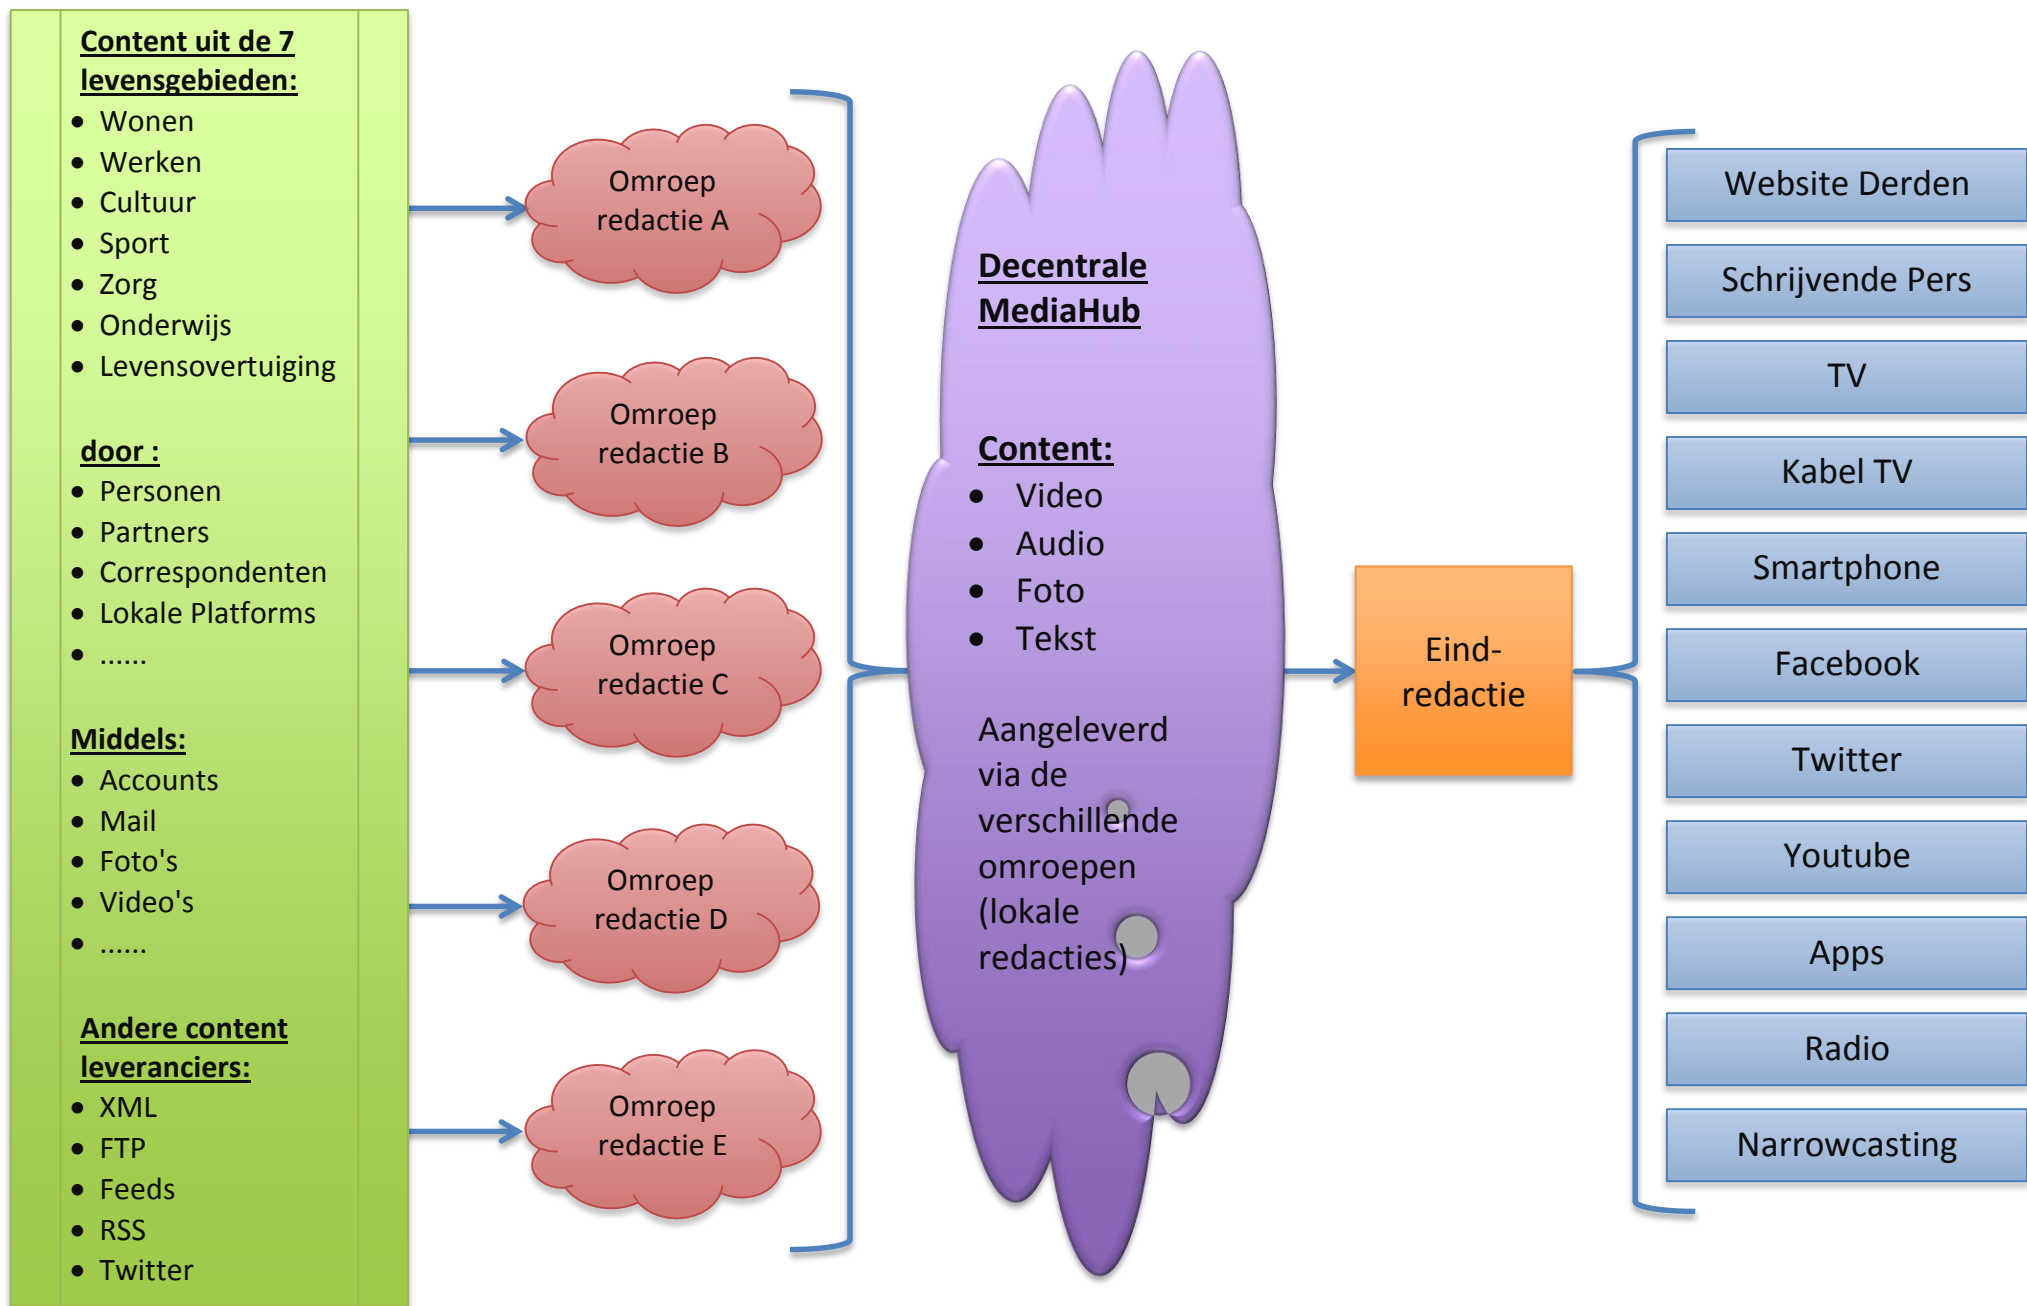 Content uit de 7
levensgebieden:
• Wonen
• Werken
• Cultuur
• Sport
• Zorg
• Onderwijs
• Levensovertuiging
door :
• Personen
• Partners
• Correspondenten
• Lokale Platforms
• ......
Middels:
• Accounts
• Mail
• Foto's
• Video's
• ......
Andere content
leveranciers:
• XML
• FTP
• Feeds
• RSS
• Twitter
Omroep
redactie A
Omroep
redactie B
Omroep
redactie C
Omroep
redactie D
Omroep
redactie E
Decentrale
MediaHub
Content:
• Video
• Audio
• Foto
• Tekst
Aangeleverd
via de
verschillende
omroepen
(lokale
redacties)
Eind-
redactie
Website Derden
Schrijvende Pers
TV
Kabel TV
Smartphone
Facebook
Twitter
Youtube
Apps
Radio
Narrowcasting